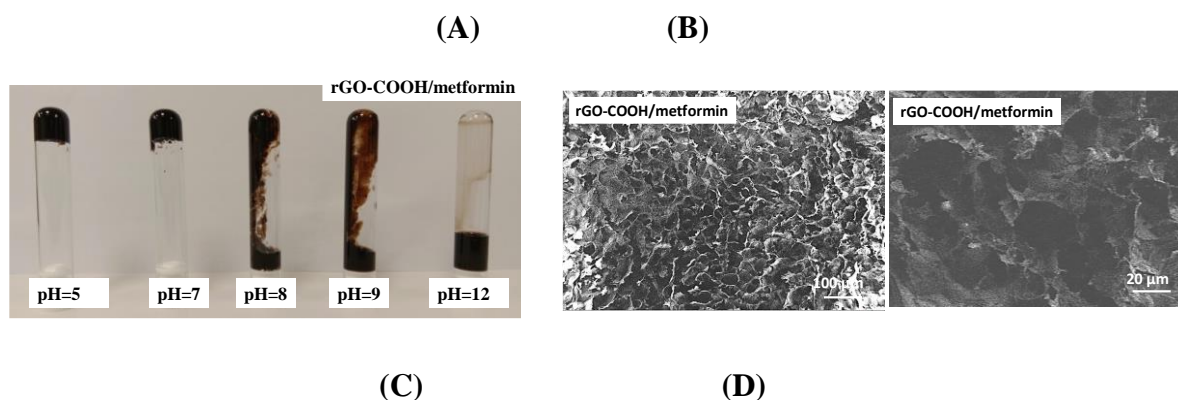 (A)
(B)
rGO-COOH/metformin
pH=5
pH=7
pH=8
pH=9
pH=12
rGO-COOH/metformin
100 µm
rGO-COOH/metformin
20 µm
(C)
(D)